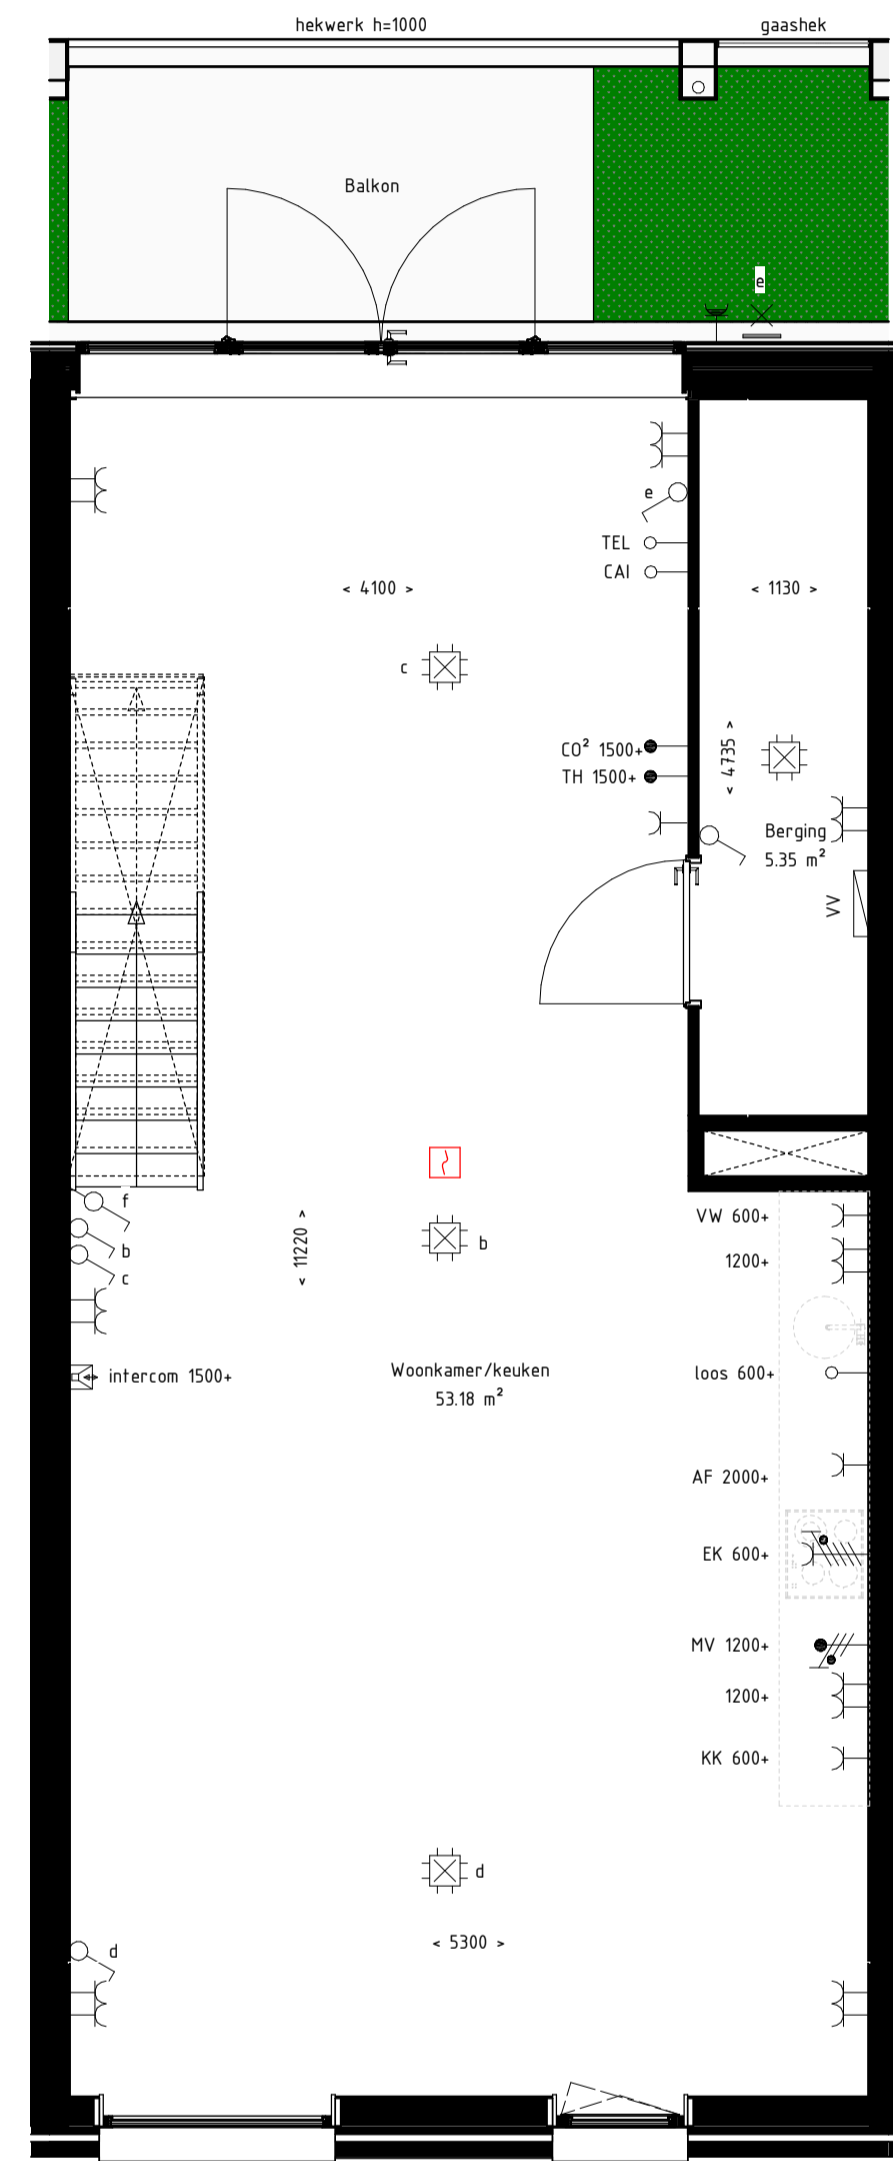 hekwerk h=1000
gaashek
Balkon
e
e
TEL
CAI
< 4100 >
< 1130 >
c
CO² 1500+
TH 1500+
< 4735 >
Berging
5.35 m²
VV
f
b
c
< 11220 >
b
VW 600+
1200+
intercom 1500+
Woonkamer/keuken
53.18 m²
loos 600+
AF 2000+
EK 600+
MV 1200+
1200+
KK 600+
d
< 5300 >
d